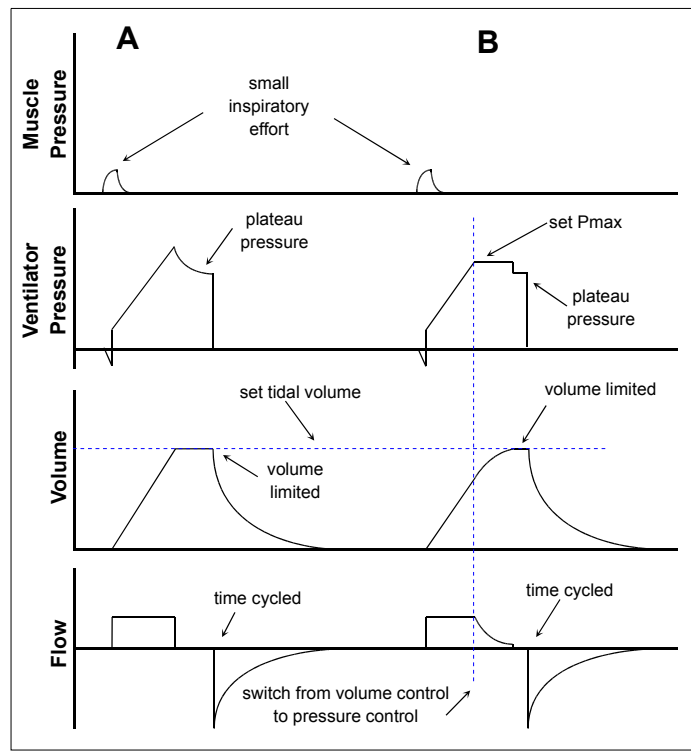 A
B
small
inspiratory
effort
Muscle
Pressure
plateau
pressure
set Pmax
plateau
pressure
Ventilator
Pressure
set tidal volume
volume limited
volume
limited
Volume
time cycled
time cycled
Flow
switch from volume control
to pressure control